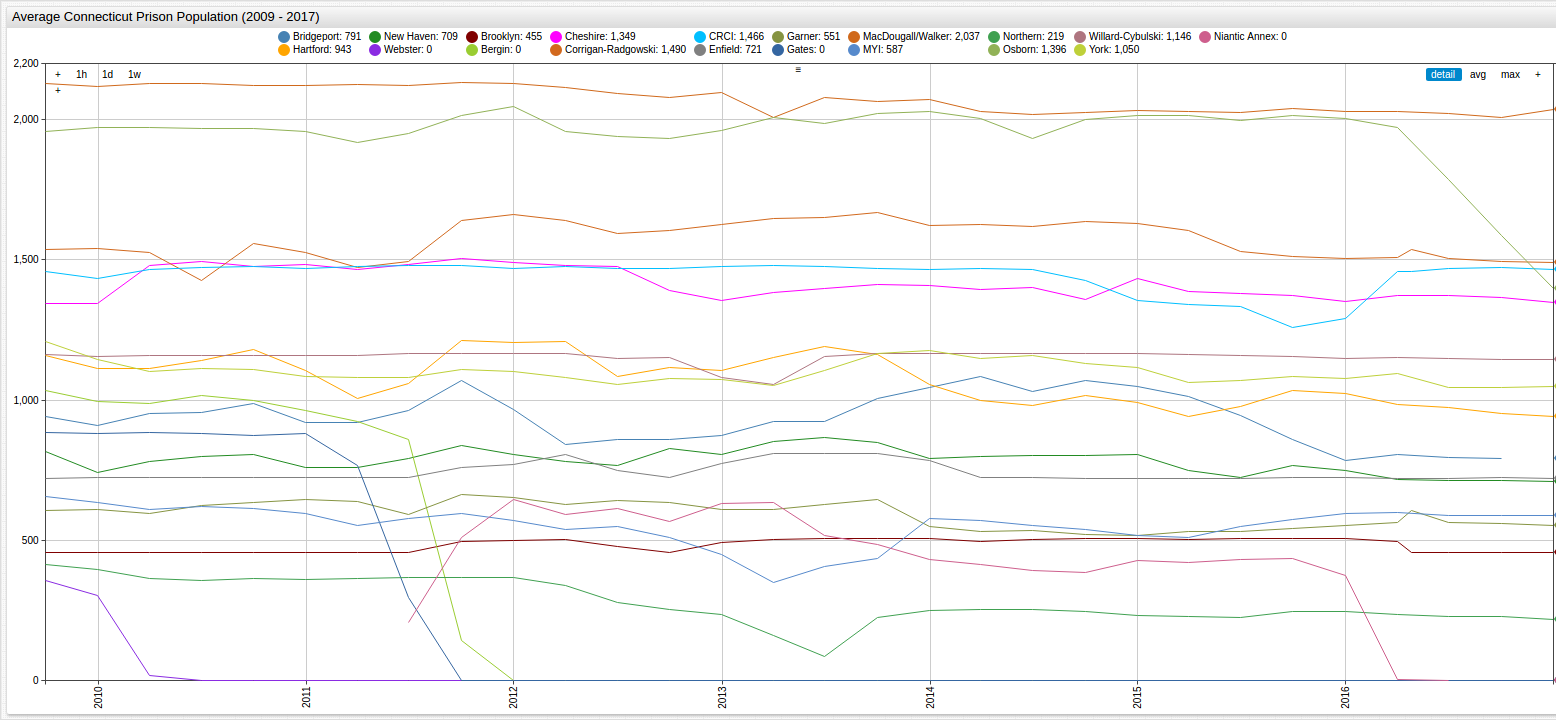 Average Connecticut Prison Population (2009 - 2017)
Bridgeport: 791 New Haven: 709 Brooklyn: 455 Cheshire: 1,349 CRCI: 1,466 Garner: 551 MacDougall/Walker: 2,037 Northern: 219 Willard-Cybulski: 1,146 Niantic Annex: 0
Hartford: 943 Webster: 0 Bergin: 0 Corrigan-Radgowski: 1,490 Enfield: 721 Gates: 0 MYI: 587 Osborn: 1,396 York: 1,050
2,200
+ 1h 1d 1w ≡ detail avg max +
+
2,000
1,500
1,000
500
0
2010 2011 2012 2013 2014 2015 2016